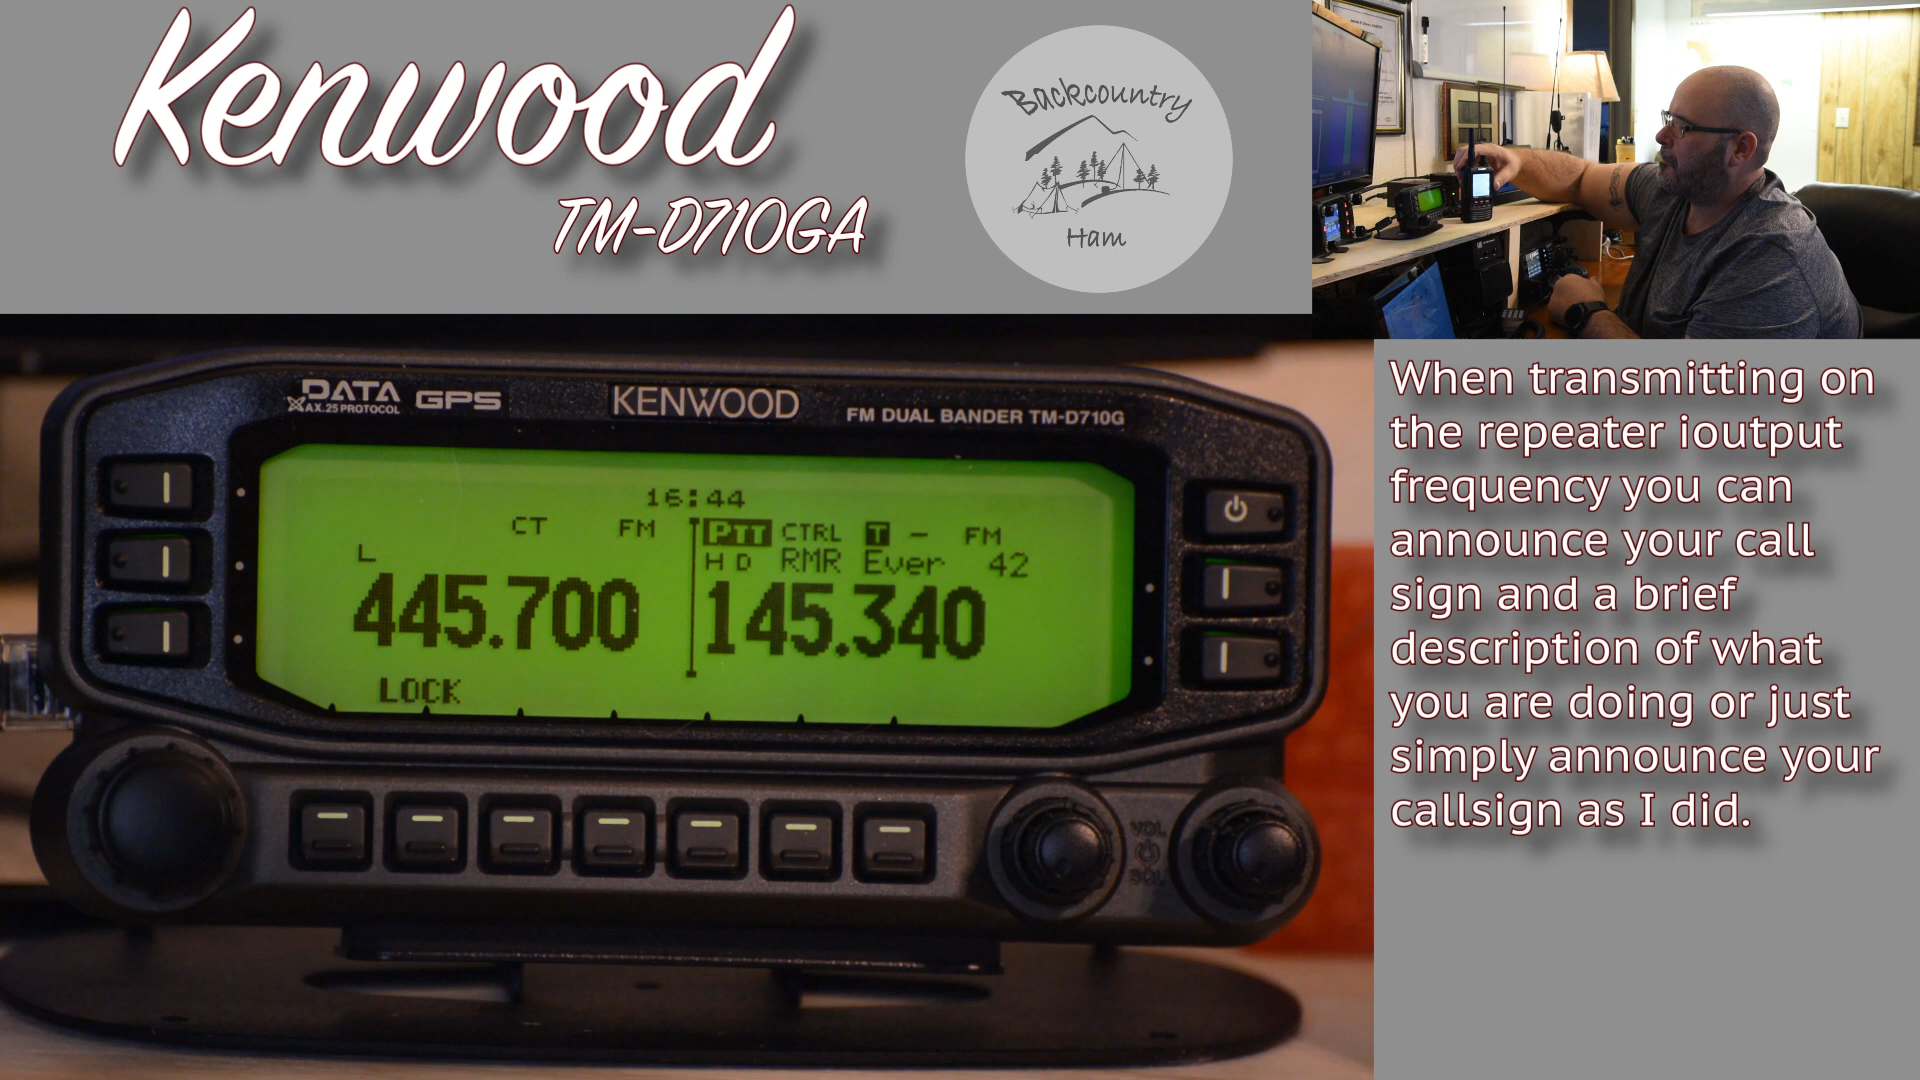 Kenwood
TM-D710GA
Backcountry
Ham
DATA
AX.25 PROTOCOL
GPS
KENWOOD
FM DUAL BANDER TM-D710G
16:44
CT FM PTT CTRL T - FM
L H D RMR Ever 42
445.700 145.340
LOCK
VOL
SQL
When transmitting on
the repeater ioutput
frequency you can
announce your call
sign and a brief
description of what
you are doing or just
simply announce your
callsign as I did.